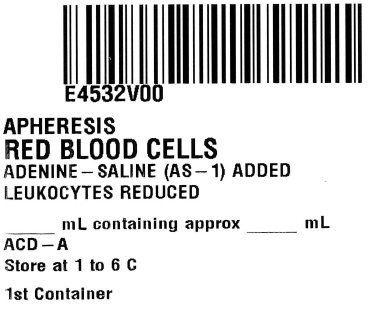 E4532V00
APHERESIS
RED BLOOD CELLS
ADENINE – SALINE (AS – 1) ADDED
LEUKOCYTES REDUCED
_____ mL containing approx _____ mL
ACD – A
Store at 1 to 6 C
1st Container